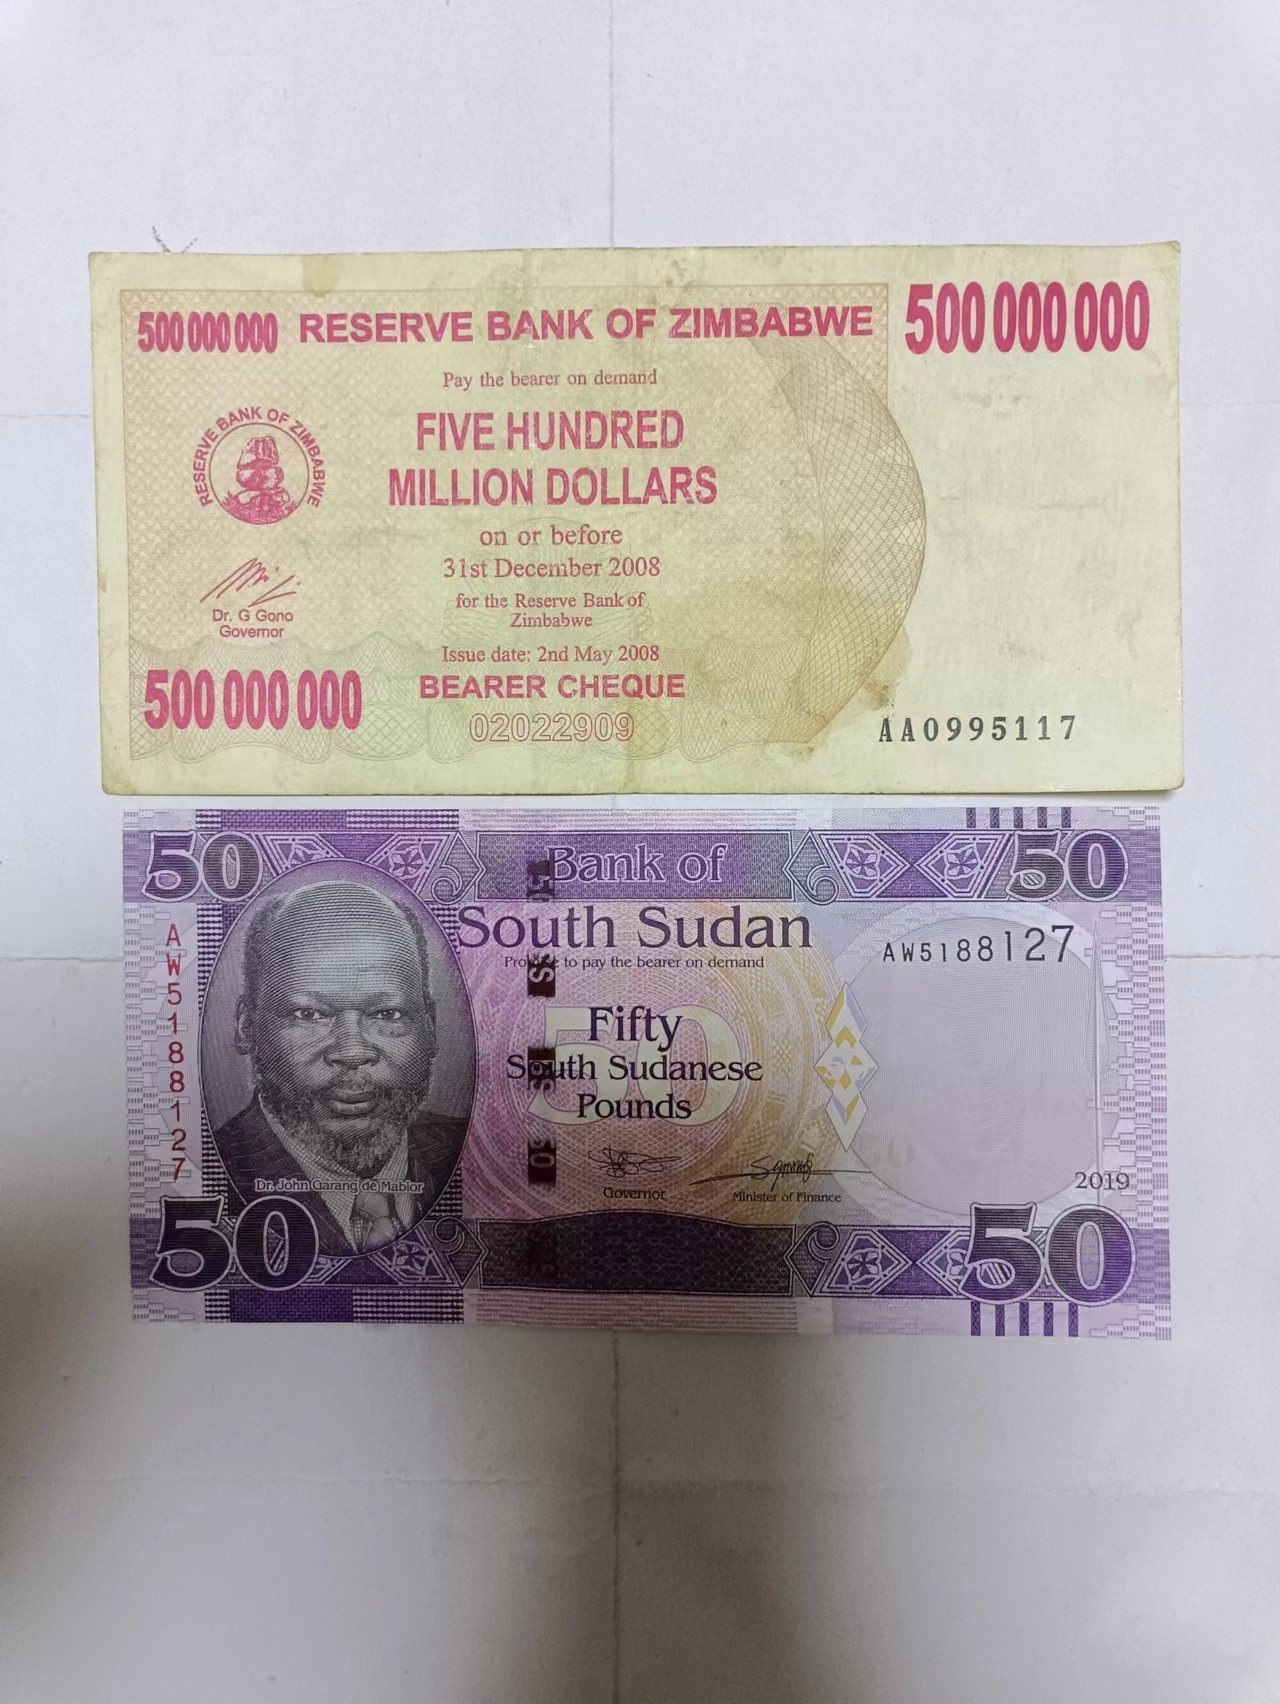 500 000 000 RESERVE BANK OF ZIMBABWE 500 000 000
Pay the bearer on demand
FIVE HUNDRED
MILLION DOLLARS
RESERVE BANK OF ZIMBABWE
on or before
31st December 2008
for the Reserve Bank of
Zimbabwe
Dr. G Gono
Governor
Issue date: 2nd May 2008
500 000 000 BEARER CHEQUE
02022909
AA0995117
50 Bank of 50
South Sudan
AW5188127
to pay the bearer on demand
AW5188127
Fifty
South Sudanese
Pounds
Dr. John Garang de Mabior
Governor
Minister of Finance
2019
50 50